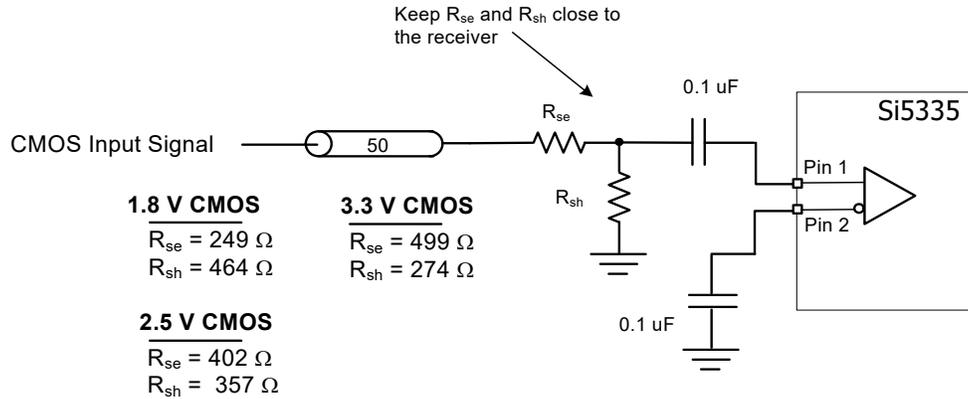 Keep Rse and Rsh close to
the receiver
0.1 uF
Si5335
Rse
CMOS Input Signal
50
Pin 1
Rsh
Pin 2
1.8 V CMOS
Rse = 249 Ω
Rsh = 464 Ω
3.3 V CMOS
Rse = 499 Ω
Rsh = 274 Ω
0.1 uF
2.5 V CMOS
Rse = 402 Ω
Rsh = 357 Ω